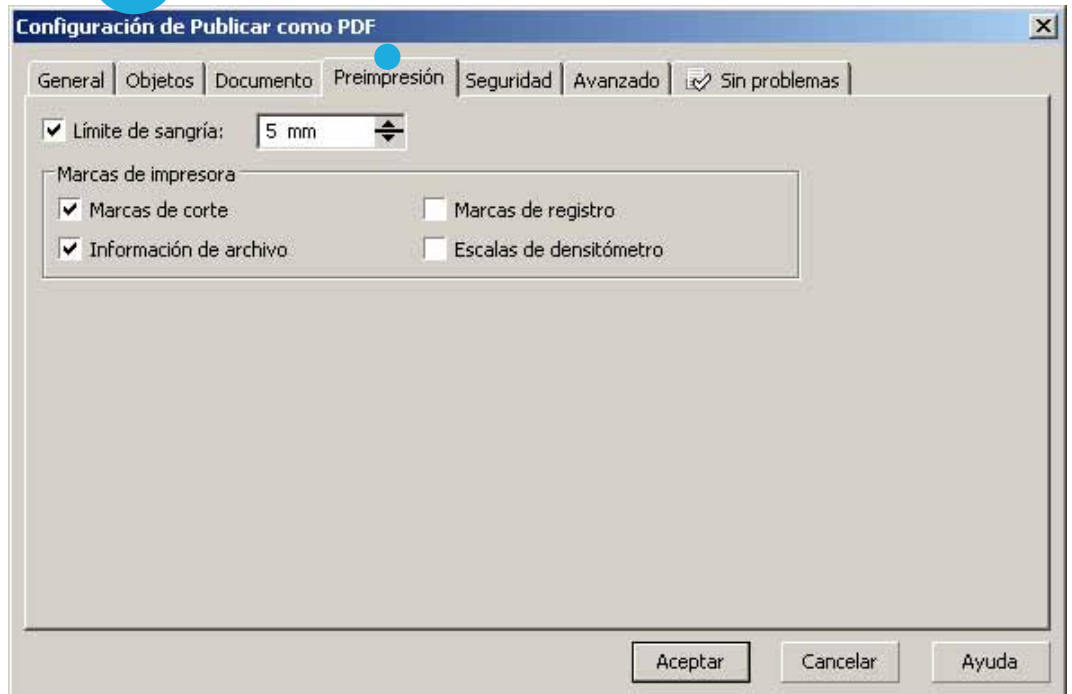 Configuración de Publicar como PDF
General Objetos Documento Preimpresión Seguridad Avanzado Sin problemas
Límite de sangría: 5 mm
Marcas de impresora
Marcas de corte Marcas de registro
Información de archivo Escalas de densitómetro
Aceptar Cancelar Ayuda